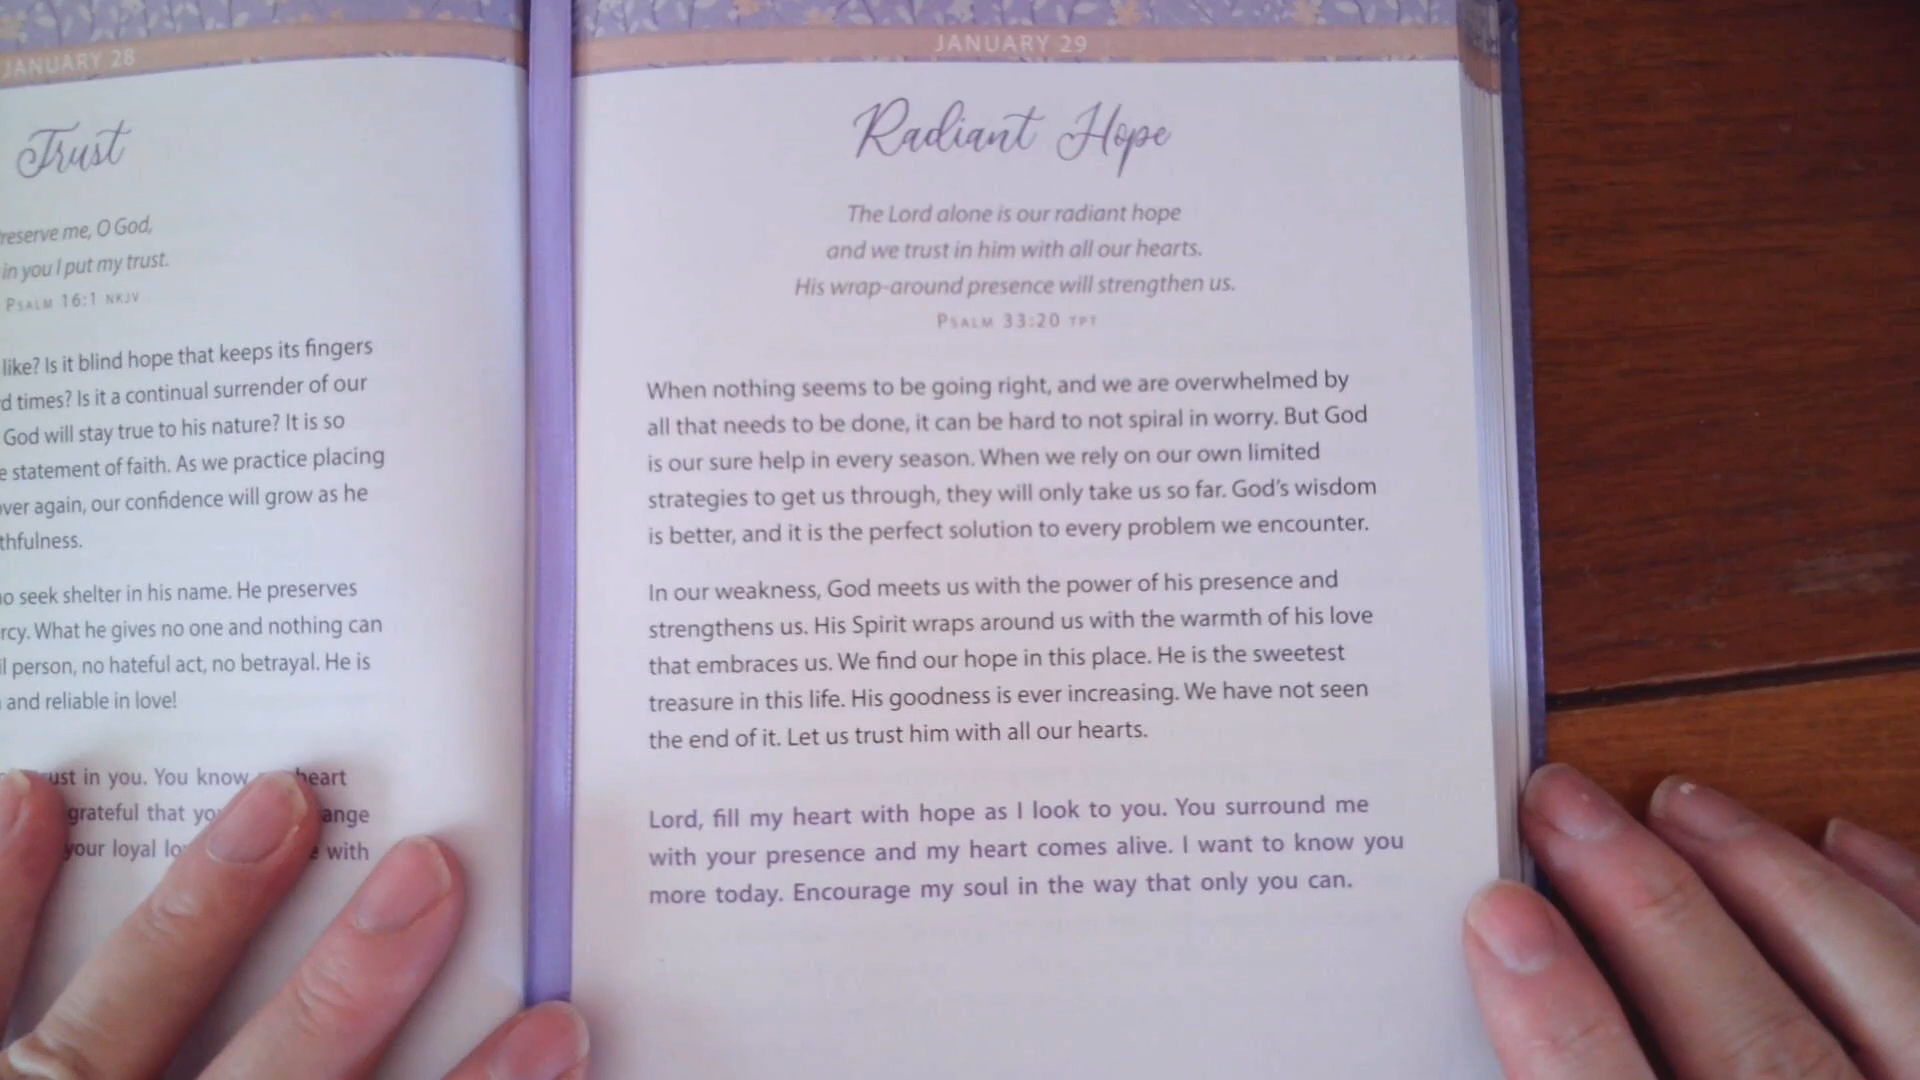 JANUARY 28
Trust
reserve me, O God,
in you I put my trust.
PSALM 16:1 NKJV
like? Is it blind hope that keeps its fingers
d times? Is it a continual surrender of our
God will stay true to his nature? It is so
e statement of faith. As we practice placing
ver again, our confidence will grow as he
thfulness.
o seek shelter in his name. He preserves
rcy. What he gives no one and nothing can
il person, no hateful act, no betrayal. He is
and reliable in love!
ust in you. You know heart
grateful that yo ange
your loyal lo with
JANUARY 29
Radiant Hope
The Lord alone is our radiant hope
and we trust in him with all our hearts.
His wrap-around presence will strengthen us.
PSALM 33:20 TPT
When nothing seems to be going right, and we are overwhelmed by
all that needs to be done, it can be hard to not spiral in worry. But God
is our sure help in every season. When we rely on our own limited
strategies to get us through, they will only take us so far. God's wisdom
is better, and it is the perfect solution to every problem we encounter.
In our weakness, God meets us with the power of his presence and
strengthens us. His Spirit wraps around us with the warmth of his love
that embraces us. We find our hope in this place. He is the sweetest
treasure in this life. His goodness is ever increasing. We have not seen
the end of it. Let us trust him with all our hearts.
Lord, fill my heart with hope as I look to you. You surround me
with your presence and my heart comes alive. I want to know you
more today. Encourage my soul in the way that only you can.